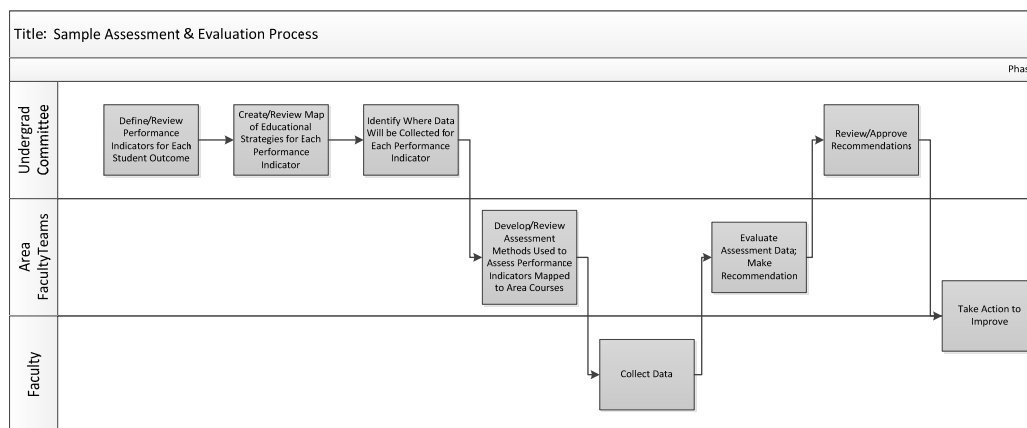 Title: Sample Assessment & Evaluation Process
Phas
Undergrad
Committee
Define/Review
Performance
Indicators for Each
Student Outcome
Create/Review Map
of Educational
Strategies for Each
Performance
Indicator
Identify Where Data
Will be Collected for
Each Performance
Indicator
Review/Approve
Recommendations
Area
FacultyTeams
Develop/Review
Assessment
Methods Used to
Assess Performance
Indicators Mapped
to Area Courses
Evaluate
Assessment Data;
Make
Recommendation
Take Action to
Improve
Faculty
Collect Data